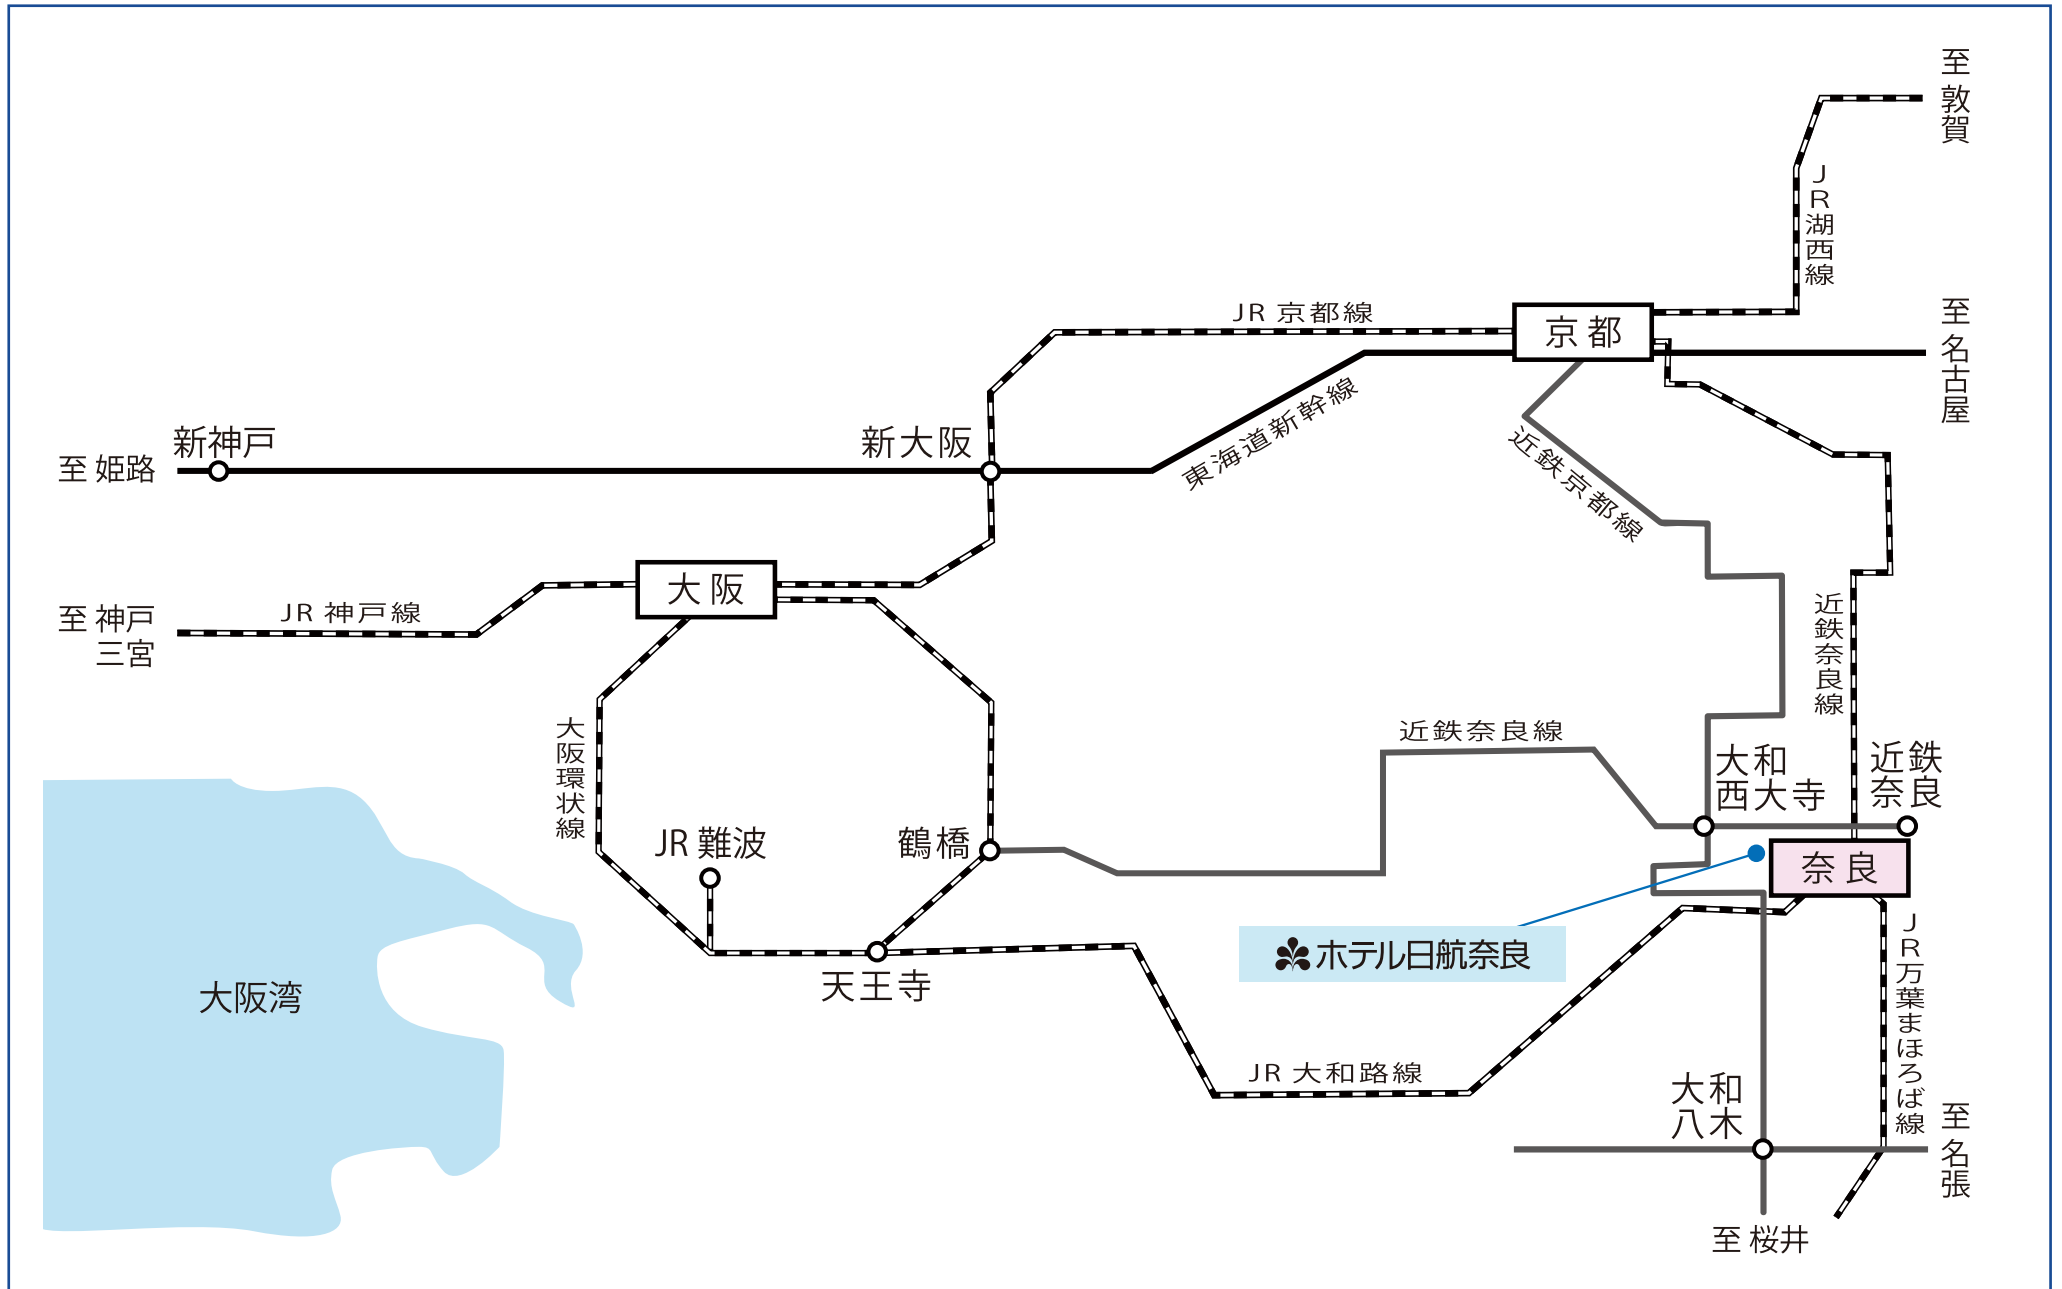 至
敦賀
JR湖西線
至
名古屋
JR 京都線
京都
東海道新幹線
近鉄京都線
新神戸
至 姫路
新大阪
大阪
JR 神戸線
至 神戸
三宮
近鉄奈良線
大阪環状線
近鉄奈良線
大和
西大寺
近鉄
奈良
JR 難波
鶴橋
奈良
ホテル日航奈良
天王寺
大阪湾
JR万葉まほろば線
JR 大和路線
大和
八木
至
名張
至 桜井